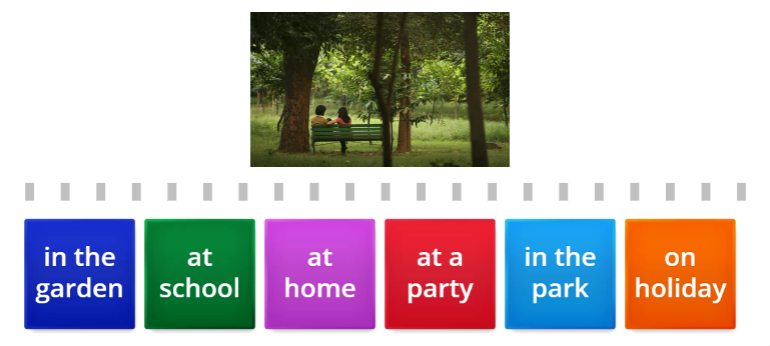 in the
garden
at
school
at
home
at a
party
in the
park
on
holiday